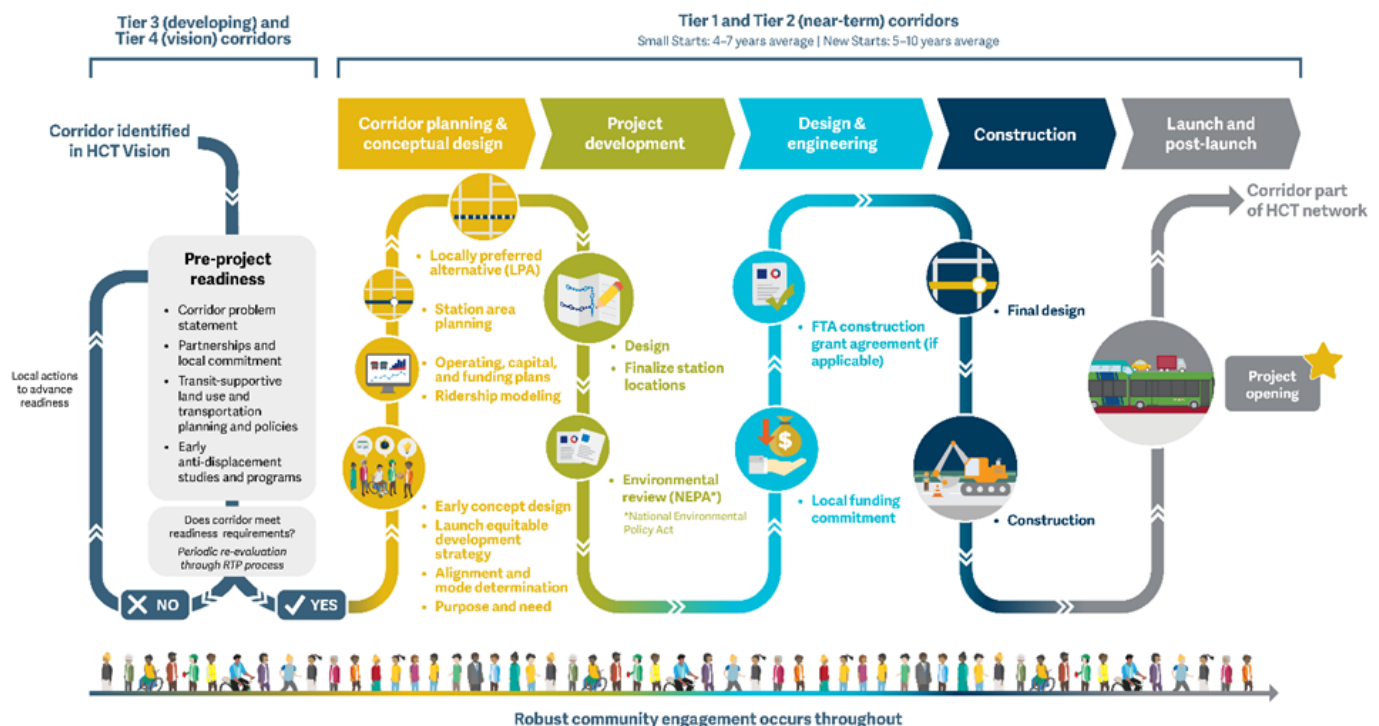 Tier 3 (developing) and
Tier 4 (vision) corridors
Tier 1 and Tier 2 (near-term) corridors
Small Starts: 4–7 years average | New Starts: 5–10 years average
Corridor identified
in HCT Vision
Corridor planning &
conceptual design
Project
development
Design &
engineering
Construction
Launch and
post-launch
Pre-project
readiness
• Corridor problem
statement
• Partnerships and
local commitment
• Transit-supportive
land use and
transportation
planning and policies
• Early
anti-displacement
studies and programs
Local actions
to advance
readiness
Does corridor meet
readiness requirements?
Periodic re-evaluation
through RTP process
NO
YES
• Locally preferred
alternative (LPA)
• Station area
planning
• Operating, capital,
and funding plans
• Ridership modeling
• Early concept design
• Launch equitable
development
strategy
• Alignment and
mode determination
• Purpose and need
• Design
• Finalize station
locations
• Environmental
review (NEPA*)
*National Environmental
Policy Act
• FTA construction
grant agreement (if
applicable)
$
• Local funding
commitment
• Final design
• Construction
Corridor part
of HCT network
Project
opening
Robust community engagement occurs throughout